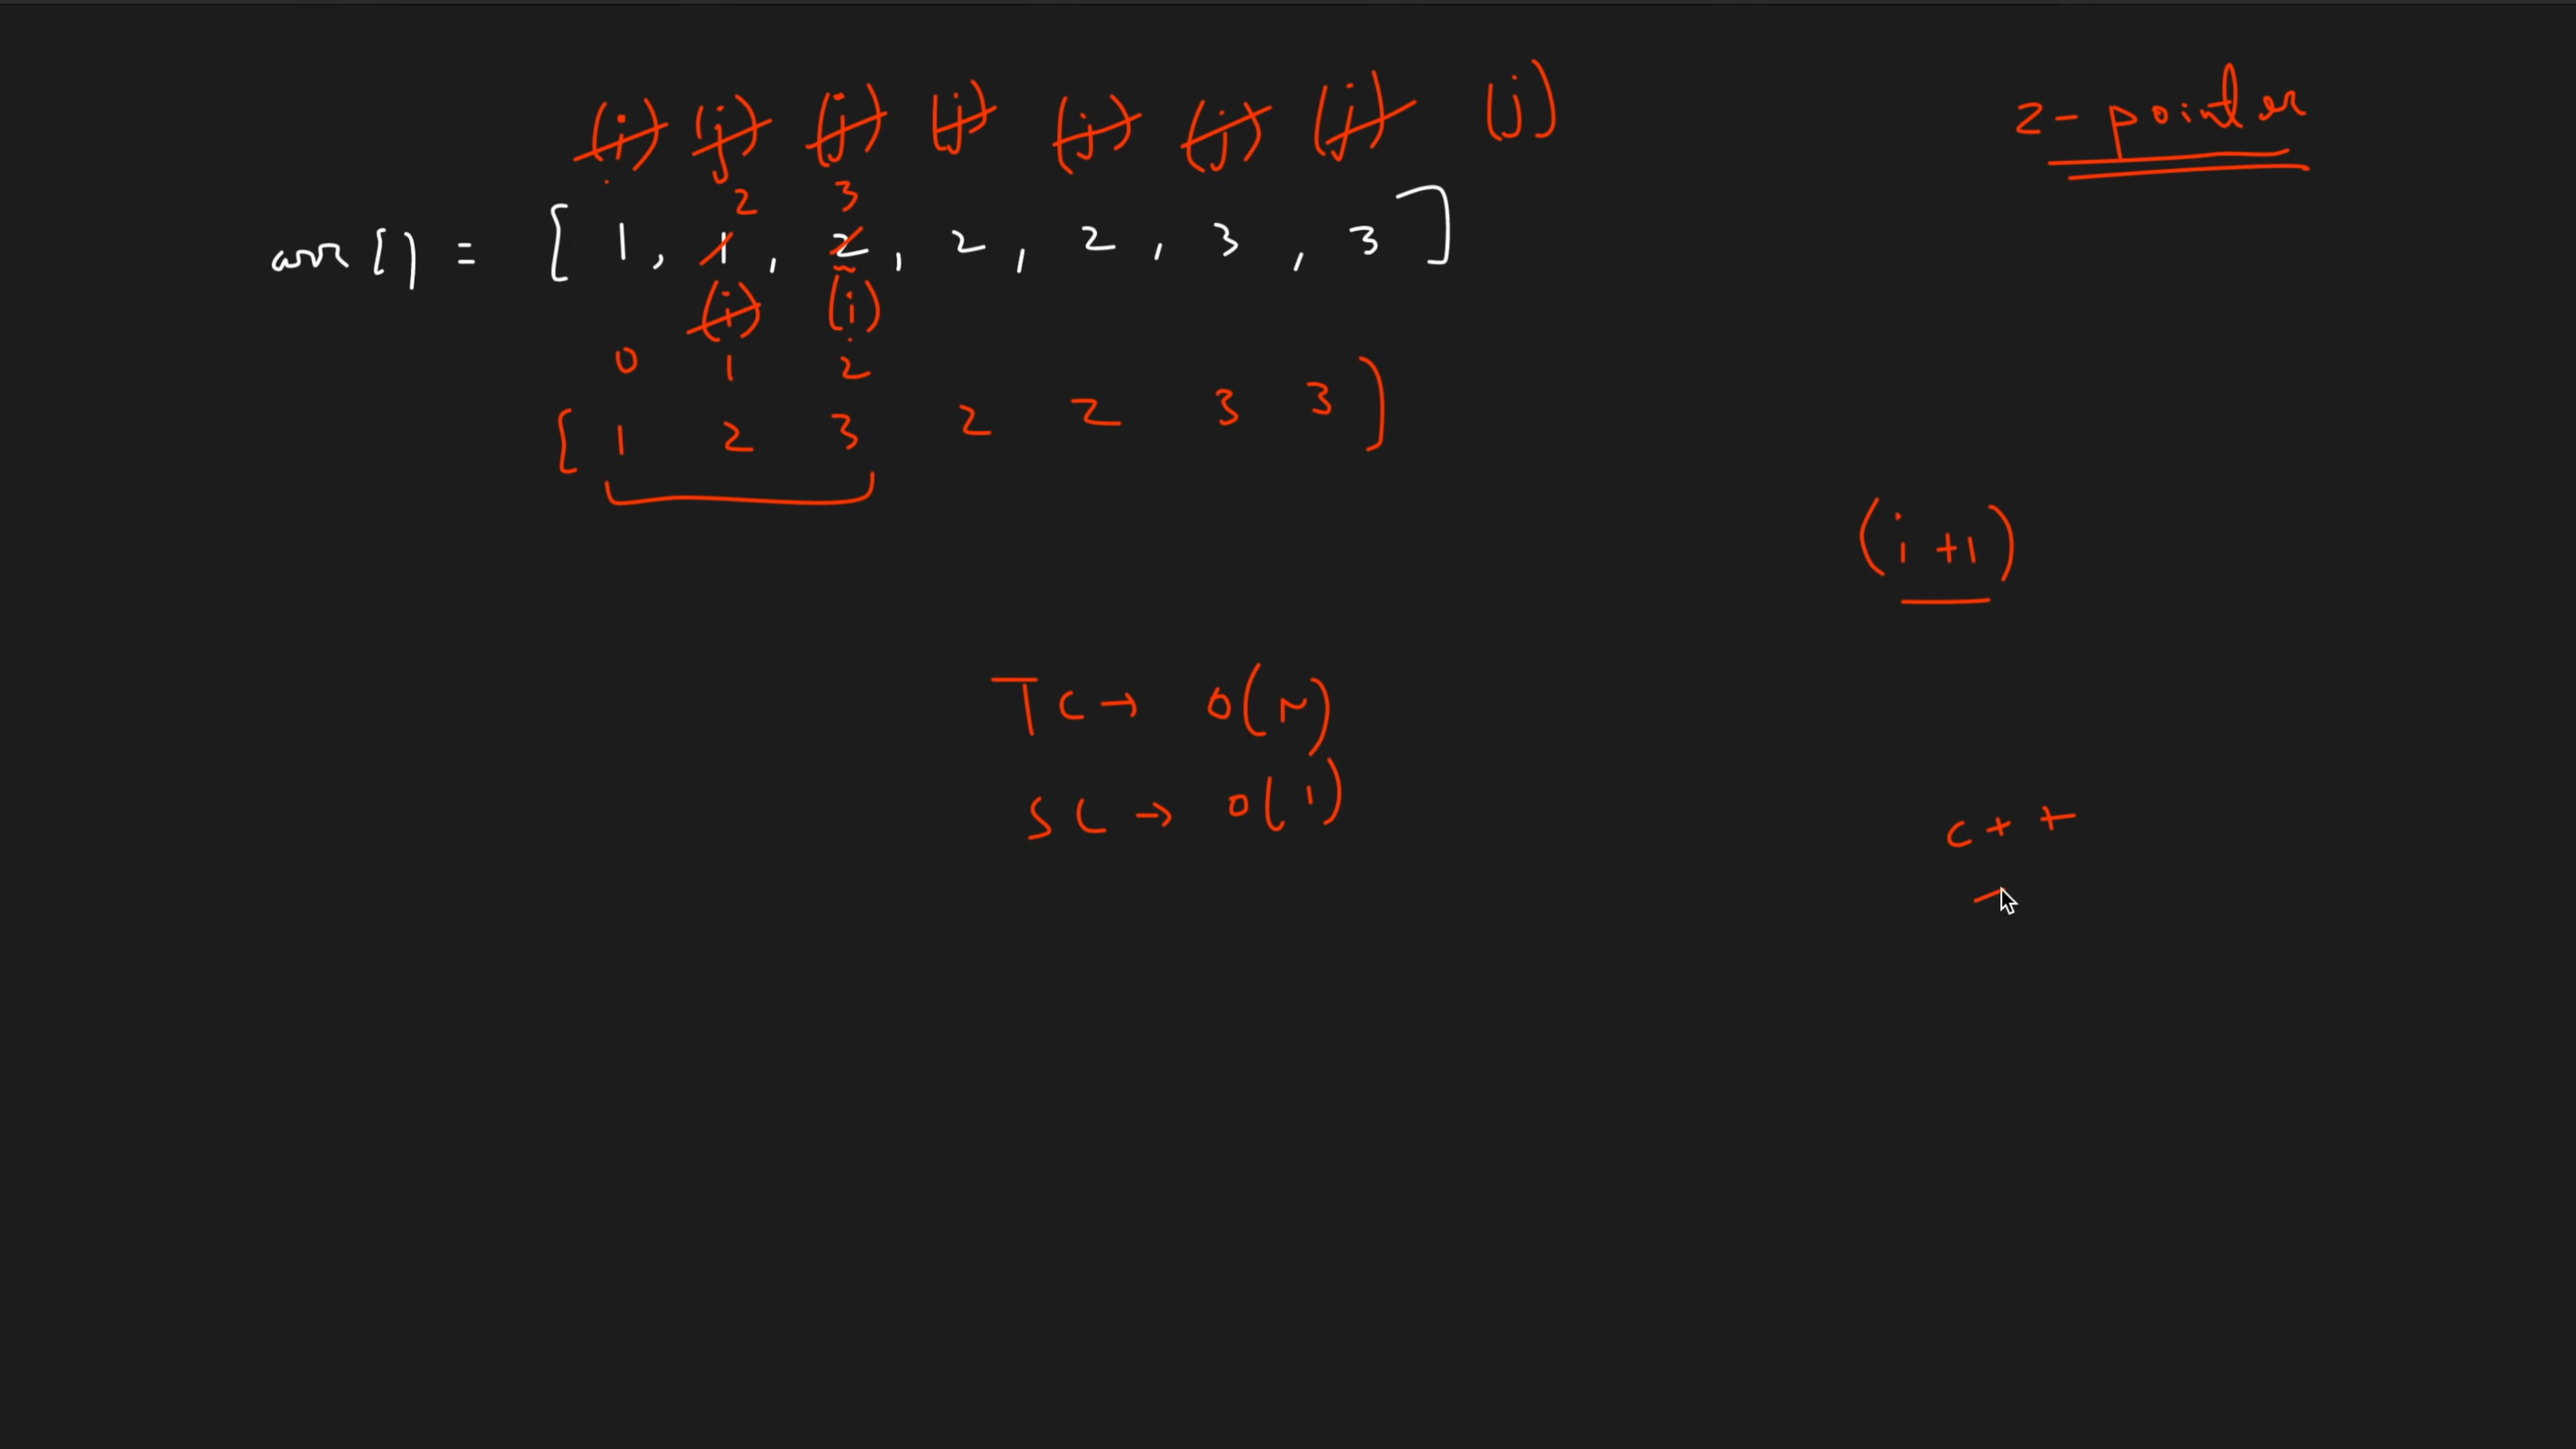 (i) (j) (j) (j) (j) (j) (j) (j)
2-pointer
2 3
arr[] = [ 1, 1, 2, 2, 2, 3, 3 ]
(i) (i)
0 1 2
[ 1 2 3 2 2 3 3 )
(i+1)
TC → O(N)
SC → O(1)
C++